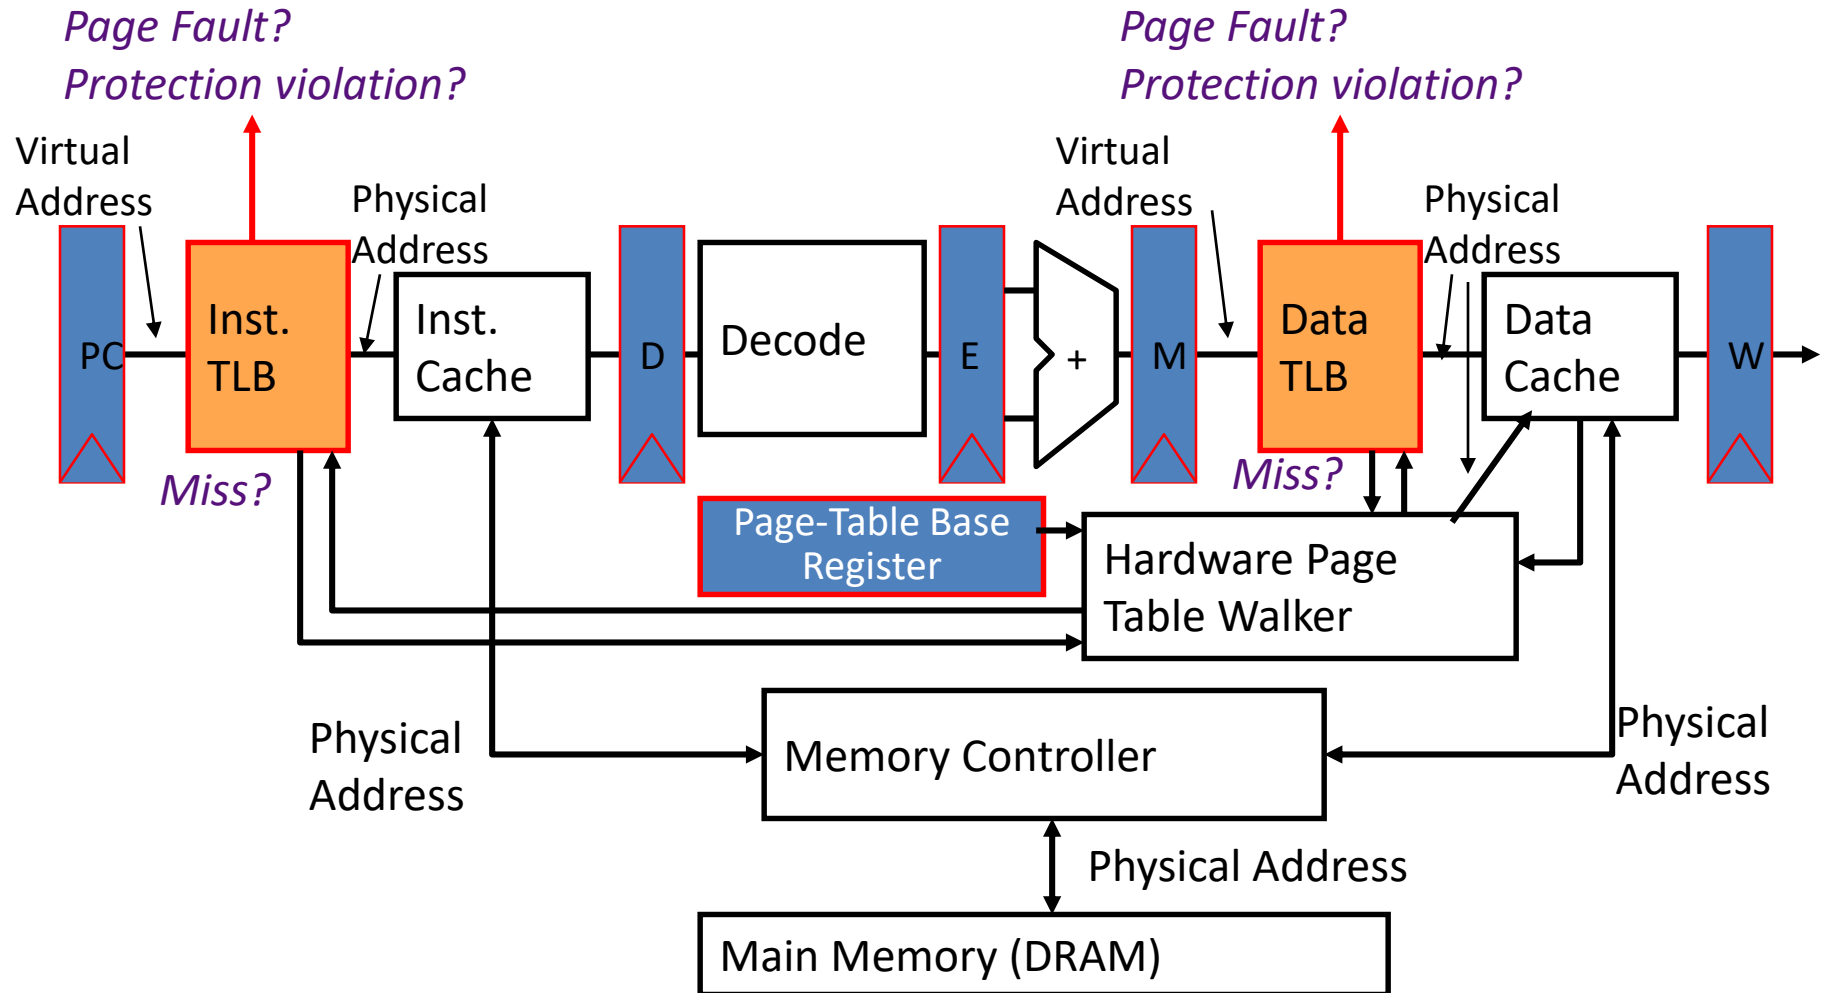 Page Fault?
Protection violation?
Page Fault?
Protection violation?
Virtual
Address
Physical
Address
Virtual
Address
Physical
Address
PC
Inst.
TLB
Inst.
Cache
D
Decode
E
+
M
Data
TLB
Data
Cache
W
Miss?
Miss?
Page-Table Base
Register
Hardware Page
Table Walker
Physical
Address
Memory Controller
Physical
Address
Physical Address
Main Memory (DRAM)